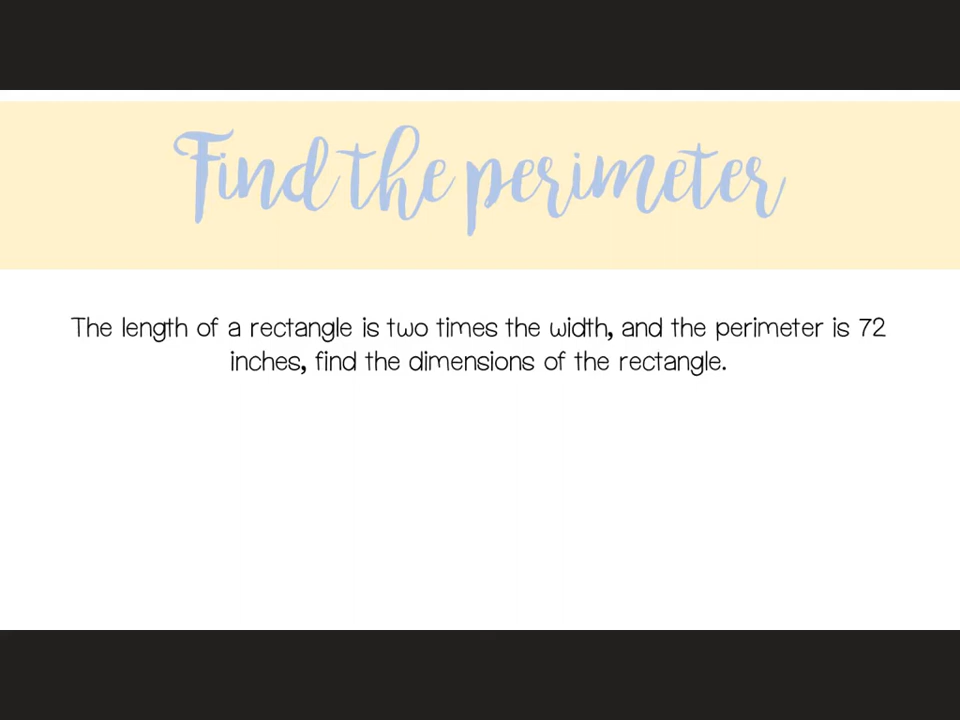 Find the perimeter
The length of a rectangle is two times the width, and the perimeter is 72
inches, find the dimensions of the rectangle.